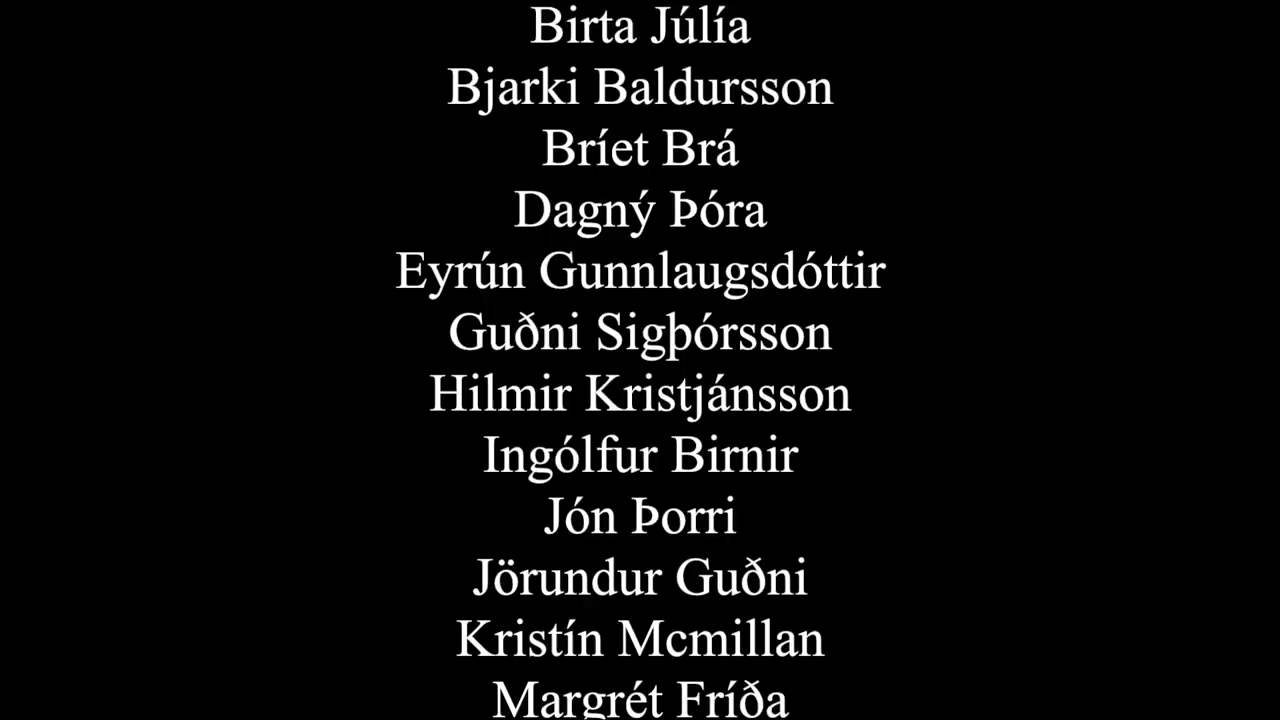 Birta Júlía
Bjarki Baldursson
Bríet Brá
Dagný Þóra
Eyrún Gunnlaugsdóttir
Guðni Sigþórsson
Hilmir Kristjánsson
Ingólfur Birnir
Jón Þorri
Jörundur Guðni
Kristín Mcmillan
Margrét Fríða